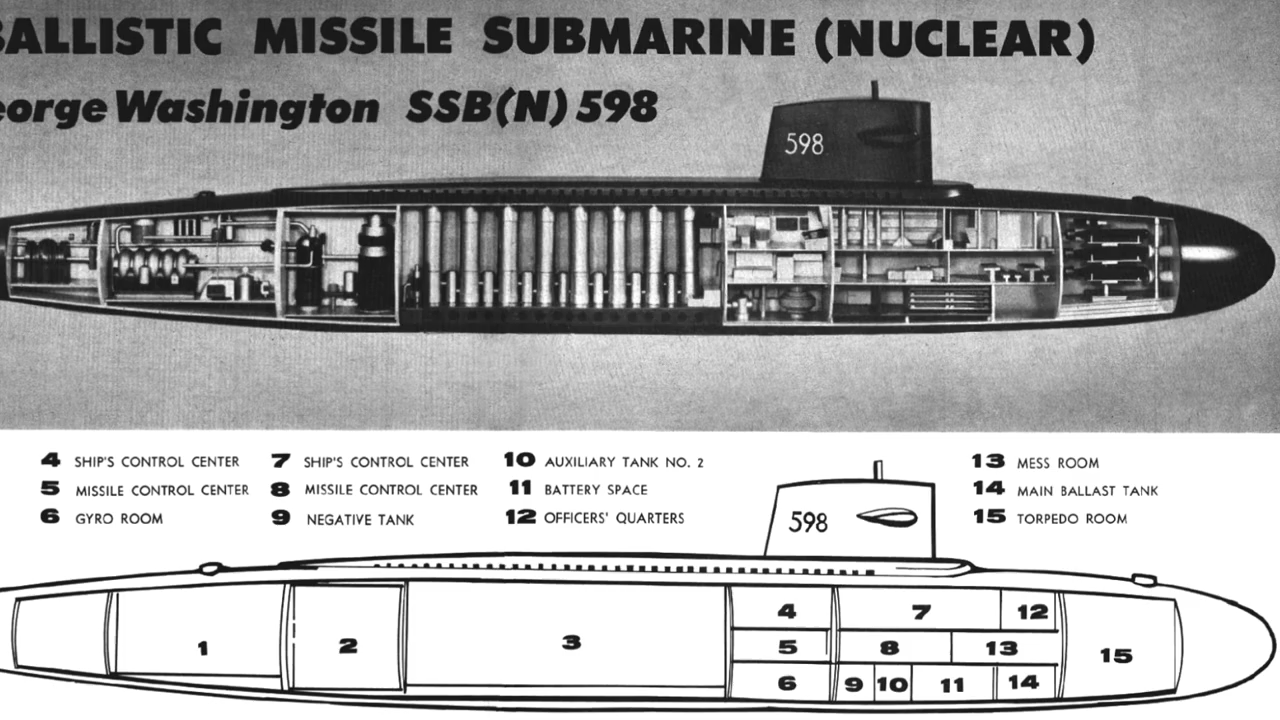 BALLISTIC MISSILE SUBMARINE (NUCLEAR)
eorge Washington SSB(N) 598
598
4 SHIP'S CONTROL CENTER
5 MISSILE CONTROL CENTER
6 GYRO ROOM
7 SHIP'S CONTROL CENTER
8 MISSILE CONTROL CENTER
9 NEGATIVE TANK
10 AUXILIARY TANK NO. 2
11 BATTERY SPACE
12 OFFICERS' QUARTERS
13 MESS ROOM
14 MAIN BALLAST TANK
15 TORPEDO ROOM
598
4 7 12
1 2 3 5 8 13 15
6 9 10 11 14